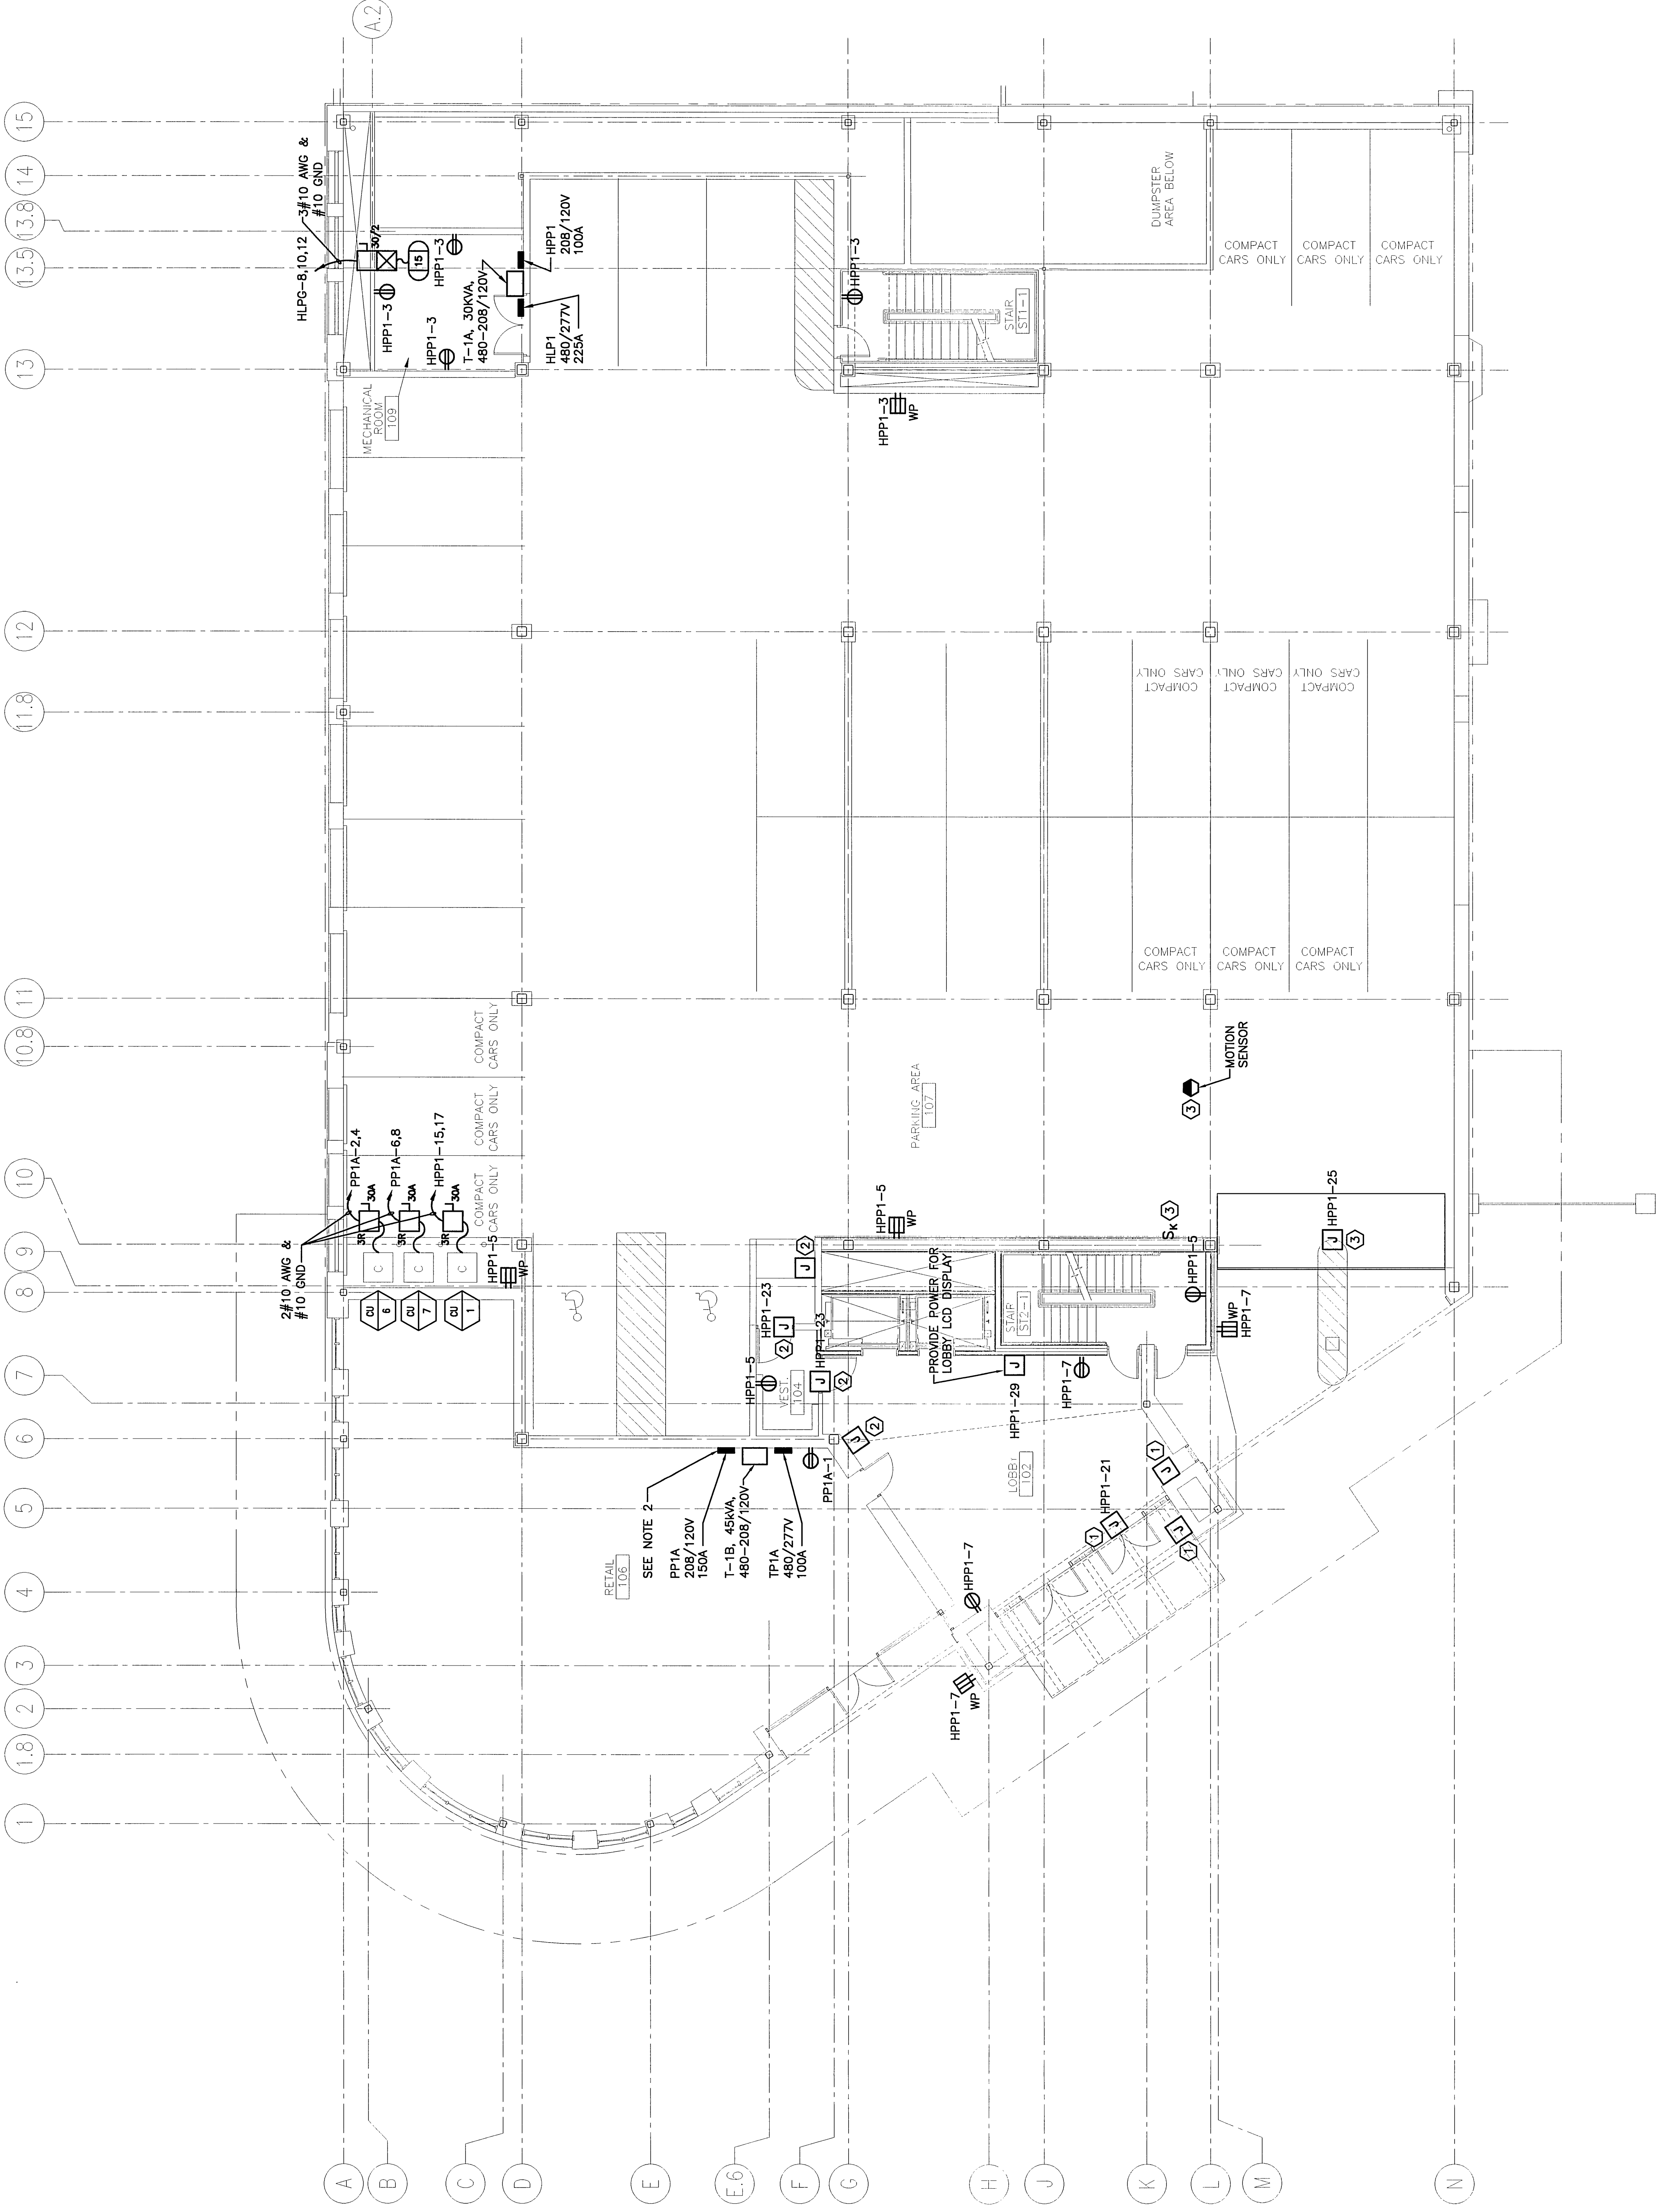 15
14
13.8
13.5
13
12
11.8
11
10.8
10
9
8
7
6
5
4
3
2
1.8
1
A.2
HLPG-8,10,12
3#10 AWG &
#10 GND
30/2
15
HPP1-3
HPP1-3
HPP1-3
T-1A, 30KVA,
480-208/120V
HPP1
208/120V
100A
HLP1
480/277V
225A
MECHANICAL
ROOM
109
HPP1-3
STAIR
ST1-1
HPP1-3
WP
DUMPSTER
AREA BELOW
COMPACT
CARS ONLY
COMPACT
CARS ONLY
COMPACT
CARS ONLY
COMPACT
CARS ONLY
COMPACT
CARS ONLY
COMPACT
CARS ONLY
COMPACT
CARS ONLY
COMPACT
CARS ONLY
COMPACT
CARS ONLY
COMPACT
CARS ONLY
COMPACT
CARS ONLY
COMPACT
CARS ONLY
PARKING AREA
107
3
MOTION
SENSOR
2#10 AWG &
#10 GND
PP1A-2,4
PP1A-6,8
HPP1-15,17
30A
30A
30A
3R
3R
3R
C
C
C
CU
6
CU
7
CU
1
HPP1-5
WP
HPP1-5
WP
SK
3
HPP1-25
J
3
J
2
HPP1-23
J
2
HPP1-23
J
2
HPP1-5
VEST.
104
PROVIDE POWER FOR
LOBBY LCD DISPLAY
J
HPP1-29
STAIR
ST2-1
HPP1-5
WP
HPP1-7
HPP1-7
J
2
LOBBY
102
PP1A-1
SEE NOTE 2
PP1A
208/120V
150A
T-1B, 45kVA,
480-208/120V
TP1A
480/277V
100A
RETAIL
106
HPP1-21
J
1
J
1
J
1
HPP1-7
HPP1-7
WP
A
B
C
D
E
E.6
F
G
H
J
K
L
M
N